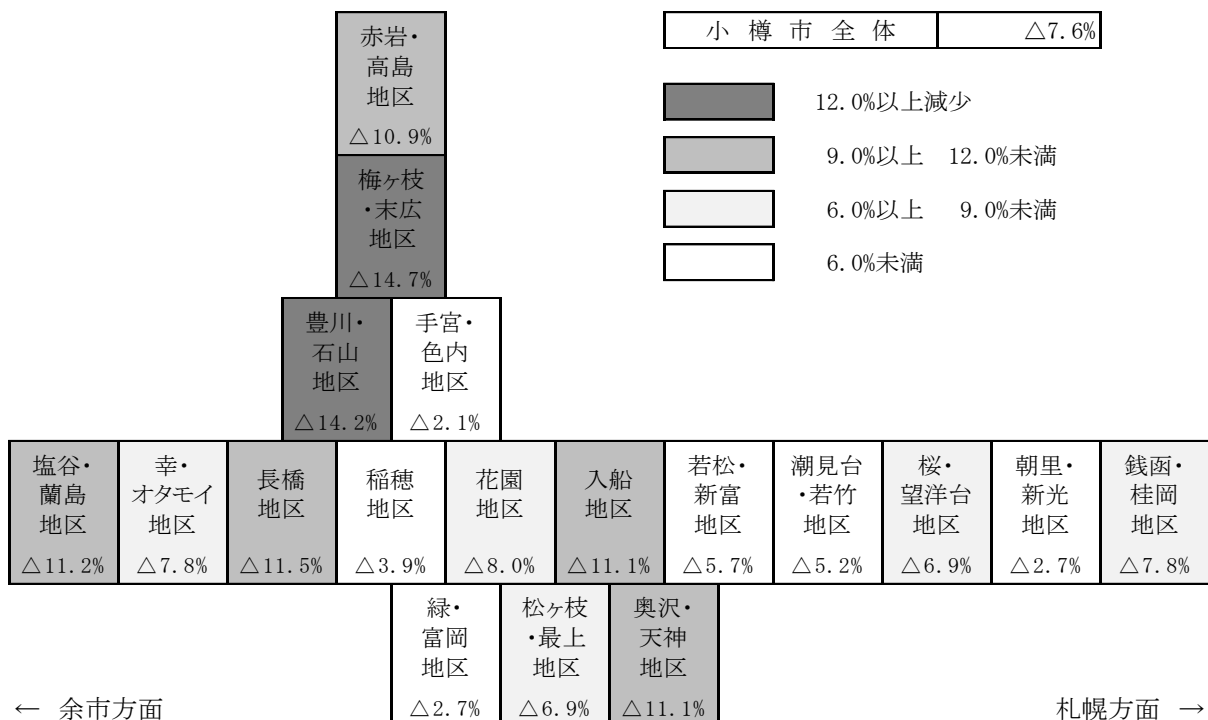 小樽市全体 △7.6%
12.0%以上減少
9.0%以上 12.0%未満
6.0%以上 9.0%未満
6.0%未満
赤岩・
高島
地区
△10.9%
梅ヶ枝
・末広
地区
△14.7%
豊川・
石山
地区
△14.2%
手宮・
色内
地区
△2.1%
塩谷・
蘭島
地区
△11.2%
幸・
オタモイ
地区
△7.8%
長橋
地区
△11.5%
稲穂
地区
△3.9%
花園
地区
△8.0%
入船
地区
△11.1%
若松・
新富
地区
△5.7%
潮見台
・若竹
地区
△5.2%
桜・
望洋台
地区
△6.9%
朝里・
新光
地区
△2.7%
銭函・
桂岡
地区
△7.8%
緑・
富岡
地区
△2.7%
松ヶ枝
・最上
地区
△6.9%
奥沢・
天神
地区
△11.1%
← 余市方面
札幌方面 →